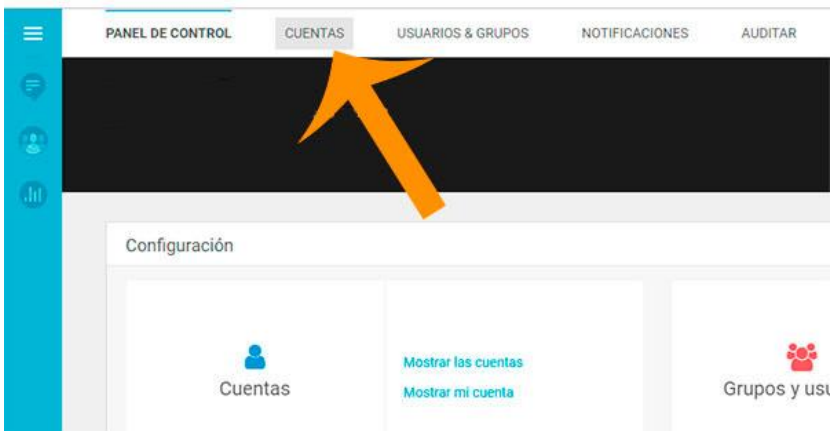 PANEL DE CONTROL CUENTAS USUARIOS & GRUPOS NOTIFICACIONES AUDITAR
Configuración
Cuentas
Mostrar las cuentas
Mostrar mi cuenta
Grupos y usu